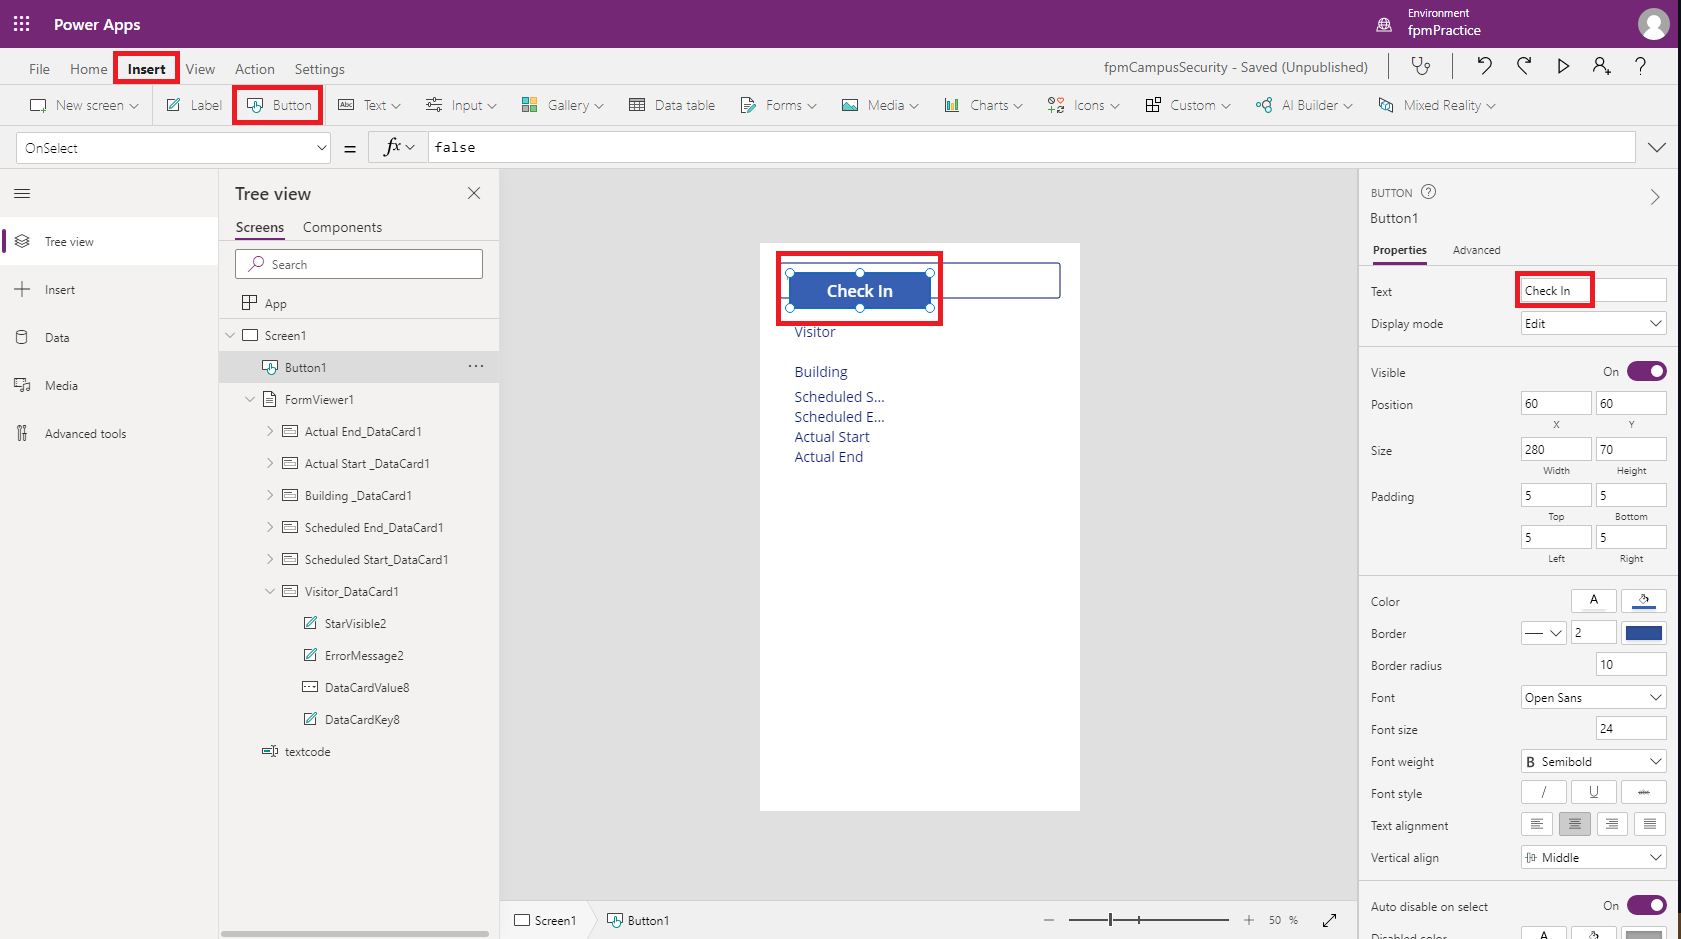 Power Apps
Environment
fpmPractice
File Home Insert View Action Settings
fpmCampusSecurity - Saved (Unpublished)
New screen Label Button Abc Text Input Gallery Data table Forms Media Charts Icons Custom AI Builder Mixed Reality
OnSelect = fx false
Tree view
Insert
Data
Media
Advanced tools
Tree view
Screens Components
Search
App
Screen1
Button1 ...
FormViewer1
Actual End_DataCard1
Actual Start _DataCard1
Building _DataCard1
Scheduled End_DataCard1
Scheduled Start_DataCard1
Visitor_DataCard1
StarVisible2
ErrorMessage2
DataCardValue8
DataCardKey8
textcode
Check In
Visitor
Building
Scheduled S...
Scheduled E...
Actual Start
Actual End
Screen1 Button1
50 %
BUTTON
Button1
Properties Advanced
Text Check In
Display mode Edit
Visible On
Position 60 60
X Y
Size 280 70
Width Height
Padding 5 5
Top Bottom
5 5
Left Right
Color A
Border 2
Border radius 10
Font Open Sans
Font size 24
Font weight B Semibold
Font style / U abc
Text alignment
Vertical align Middle
Auto disable on select On
Disabled color A